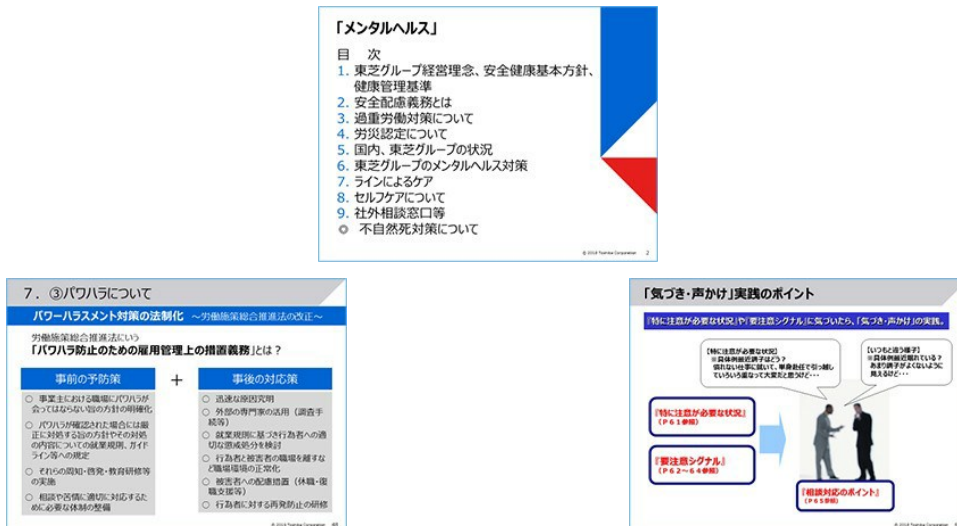 「メンタルヘルス」
目　次
1. 東芝グループ経営理念、安全健康基本方針、
健康管理基準
2. 安全配慮義務とは
3. 過重労働対策について
4. 労災認定について
5. 国内、東芝グループの状況
6. 東芝グループのメンタルヘルス対策
7. ラインによるケア
8. セルフケアについて
9. 社外相談窓口等
◎ 不自然死対策について
© 2019 Toshiba Corporation 2
7. ③パワハラについて
パワーハラスメント対策の法制化 ～労働施策総合推進法の改正～
労働施策総合推進法にいう
「パワハラ防止のための雇用管理上の措置義務」とは？
事前の予防策
＋
事後の対応策
○ 事業主における職場にパワハラが
会ってはならない旨の方針の明確化
○ パワハラが確認された場合には厳
正に対処する旨の方針やその対処
の内容についての就業規則、ガイド
ライン等への規定
○ それらの周知・啓発・教育研修等
の実施
○ 相談や苦情に適切に対応するた
めに必要な体制の整備
○ 迅速な原因究明
○ 外部の専門家の活用（調査手
続等）
○ 就業規則に基づき行為者への適
切な懲戒処分を検討
○ 行為者と被害者の職場を離すな
ど職場環境の正常化
○ 被害者への配慮措置（休職・復
職支援等）
○ 行為者に対する再発防止の研修
© 2019 Toshiba Corporation
「気づき・声かけ」実践のポイント
『特に注意が必要な状況』や『要注意シグナル』に気づいたら、「気づき・声かけ」の実践。
【特に注意が必要な状況】
※具体例最近調子はどう？
慣れない仕事に就いて、単身赴任で引っ越し
ていろいろ重なって大変だと思うけど・・・
【いつもと違う様子】
※具体例最近眠れている？
あまり調子がよくないように
見えるけど・・・
『特に注意が必要な状況』
（P61参照）
『要注意シグナル』
（P62～64参照）
『相談対応のポイント』
（P65参照）
© 2019 Toshiba Corporation